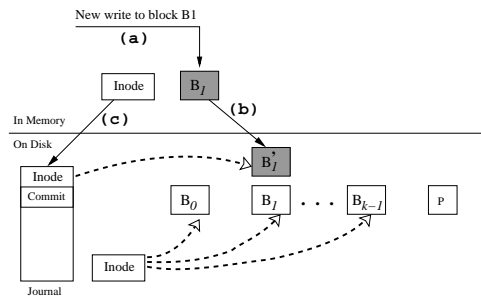 New write to block B1
(a)
Inode
B1
(b)
(c)
In Memory
On Disk
B1'
Inode
Commit
B0
B1
. . .
Bk−1
P
Inode
Journal